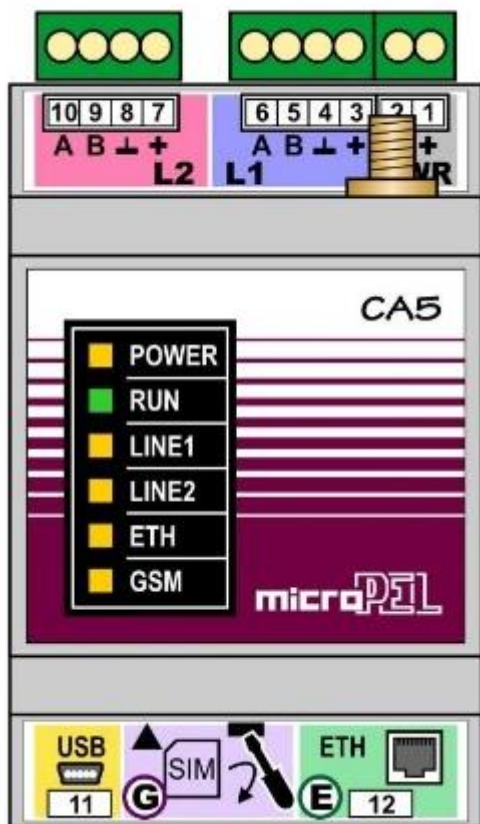 10 9 8 7 6 5 4 3 2 1
A B ⊥ + A B ⊥ + +
L2 L1 WR
CA5
POWER
RUN
LINE1
LINE2
ETH
GSM
microPEL
USB SIM ETH
11 G E 12